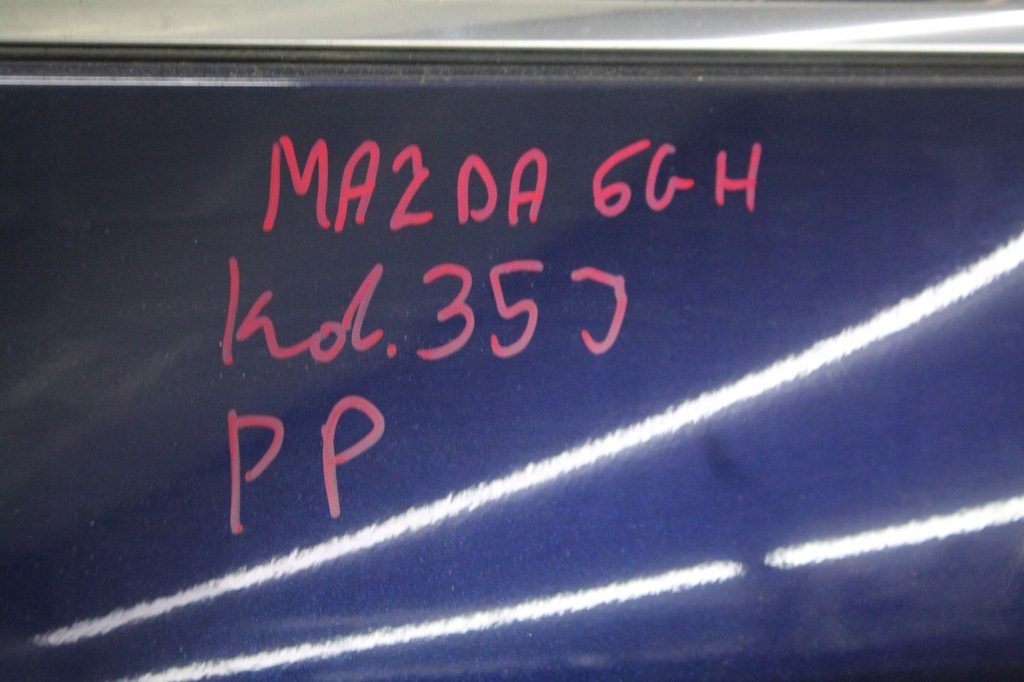 MAZDA 6GH
Kol. 35J
PP